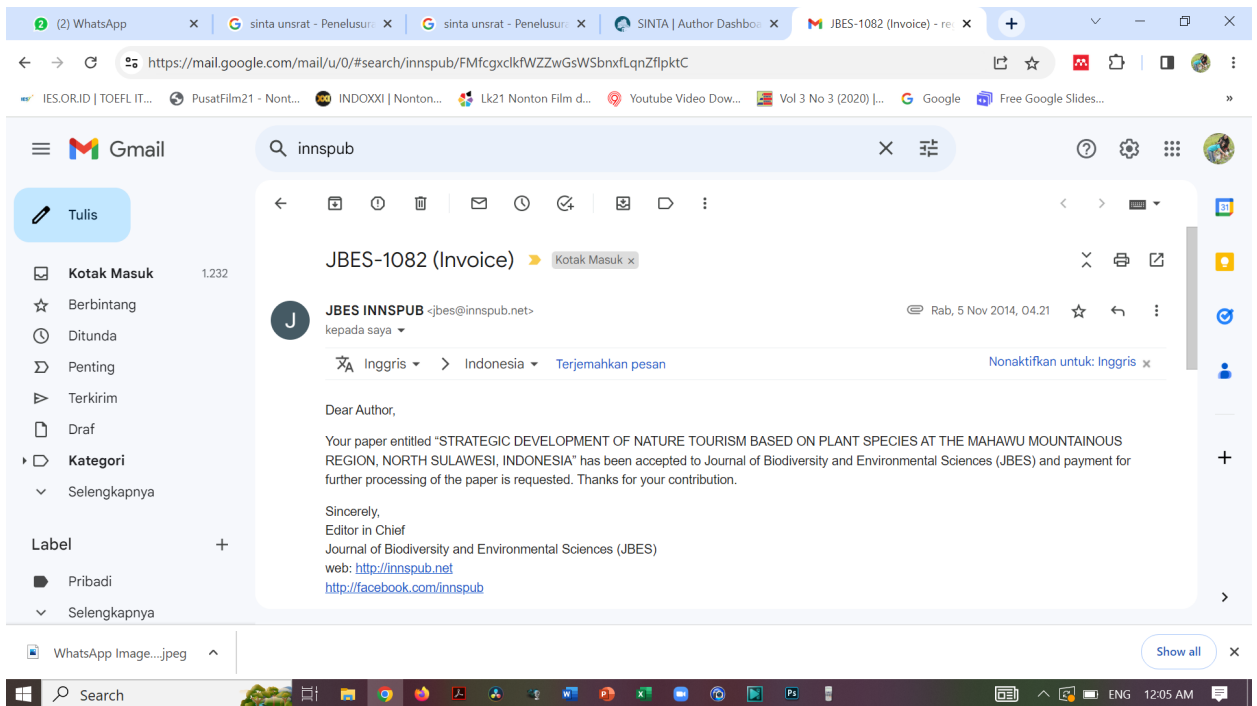 (2) WhatsApp
sinta unsrat - Penelusura
sinta unsrat - Penelusura
SINTA | Author Dashboa
JBES-1082 (Invoice) - re
https://mail.google.com/mail/u/0/#search/innspub/FMfcgxclkfWZZwGsWSbnxfLqnZflpktC
IES.OR.ID | TOEFL IT...
PusatFilm21 - Nont...
INDOXXI | Nonton...
Lk21 Nonton Film d...
Youtube Video Dow...
Vol 3 No 3 (2020) |...
Google
Free Google Slides...
Gmail
innspub
Tulis
Kotak Masuk 1.232
Berbintang
Ditunda
Penting
Terkirim
Draf
Kategori
Selengkapnya
Label
Pribadi
Selengkapnya
JBES-1082 (Invoice) Kotak Masuk x
J
JBES INNSPUB <jbes@innspub.net> Rab, 5 Nov 2014, 04.21
kepada saya
Inggris > Indonesia Terjemahkan pesan Nonaktifkan untuk: Inggris x
Dear Author,
Your paper entitled “STRATEGIC DEVELOPMENT OF NATURE TOURISM BASED ON PLANT SPECIES AT THE MAHAWU MOUNTAINOUS
REGION, NORTH SULAWESI, INDONESIA” has been accepted to Journal of Biodiversity and Environmental Sciences (JBES) and payment for
further processing of the paper is requested. Thanks for your contribution.
Sincerely,
Editor in Chief
Journal of Biodiversity and Environmental Sciences (JBES)
web: http://innspub.net
http://facebook.com/innspub
31
WhatsApp Image....jpeg
Show all
Search
ENG 12:05 AM